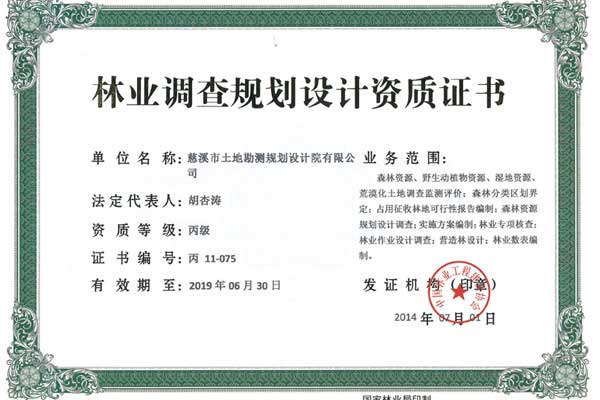 林业调查规划设计资质证书
单位名称：慈溪市土地勘测规划设计院有限公
司
法定代表人：胡杏涛
资质等级：丙级
证书编号：丙 11-075
有效期至：2019 年 06 月 30 日
业务范围：
森林资源、野生动植物资源、湿地资源、
荒漠化土地调查监测评价；森林分类区划界
定；占用征收林地可行性报告编制；森林资源
规划设计调查；实施方案编制；林业专项核查；
林业作业设计调查；营造林设计；林业数表编
制。
发证机构（印章）
2014 年 07 月 01 日
国家林业局印制